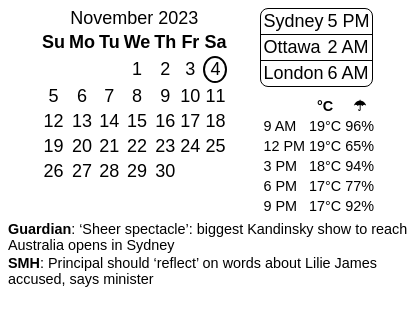 November 2023
Su Mo Tu We Th Fr Sa
1 2 3 4
5 6 7 8 9 10 11
12 13 14 15 16 17 18
19 20 21 22 23 24 25
26 27 28 29 30
Sydney 5 PM
Ottawa 2 AM
London 6 AM
°C ☂
9 AM 19°C 96%
12 PM 19°C 65%
3 PM 18°C 94%
6 PM 17°C 77%
9 PM 17°C 92%
Guardian: ‘Sheer spectacle’: biggest Kandinsky show to reach
Australia opens in Sydney
SMH: Principal should ‘reflect’ on words about Lilie James
accused, says minister